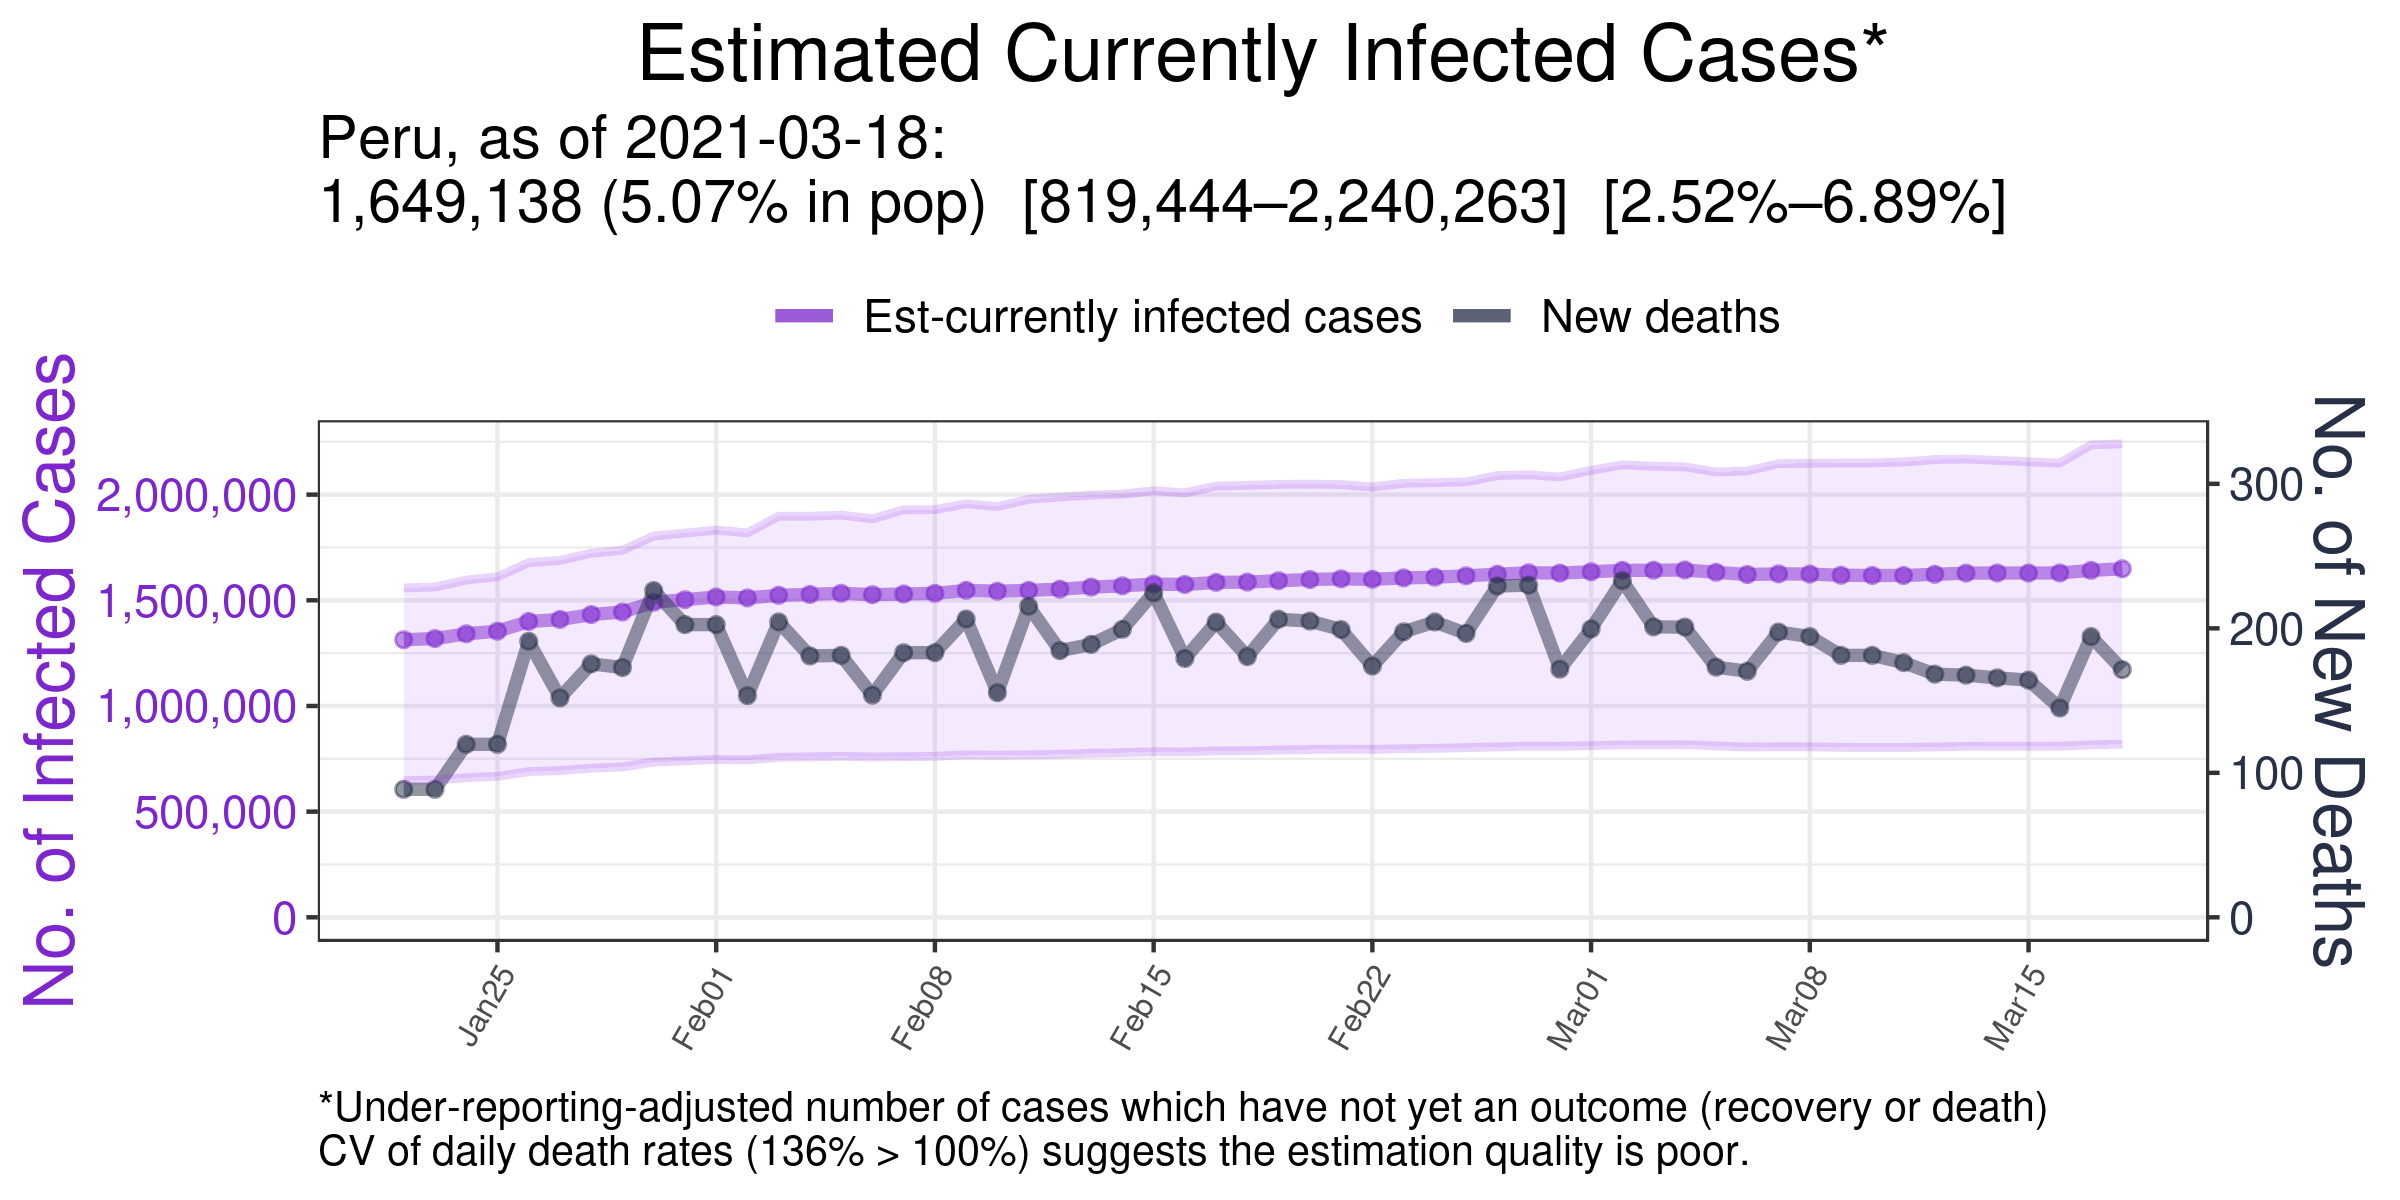 Estimated Currently Infected Cases*
Peru, as of 2021-03-18:
1,649,138 (5.07% in pop) [819,444–2,240,263] [2.52%–6.89%]
Est-currently infected cases New deaths
No. of Infected Cases
2,000,000
1,500,000
1,000,000
500,000
0
300
200
100
0
No. of New Deaths
Jan25 Feb01 Feb08 Feb15 Feb22 Mar01 Mar08 Mar15
*Under-reporting-adjusted number of cases which have not yet an outcome (recovery or death)
CV of daily death rates (136% > 100%) suggests the estimation quality is poor.